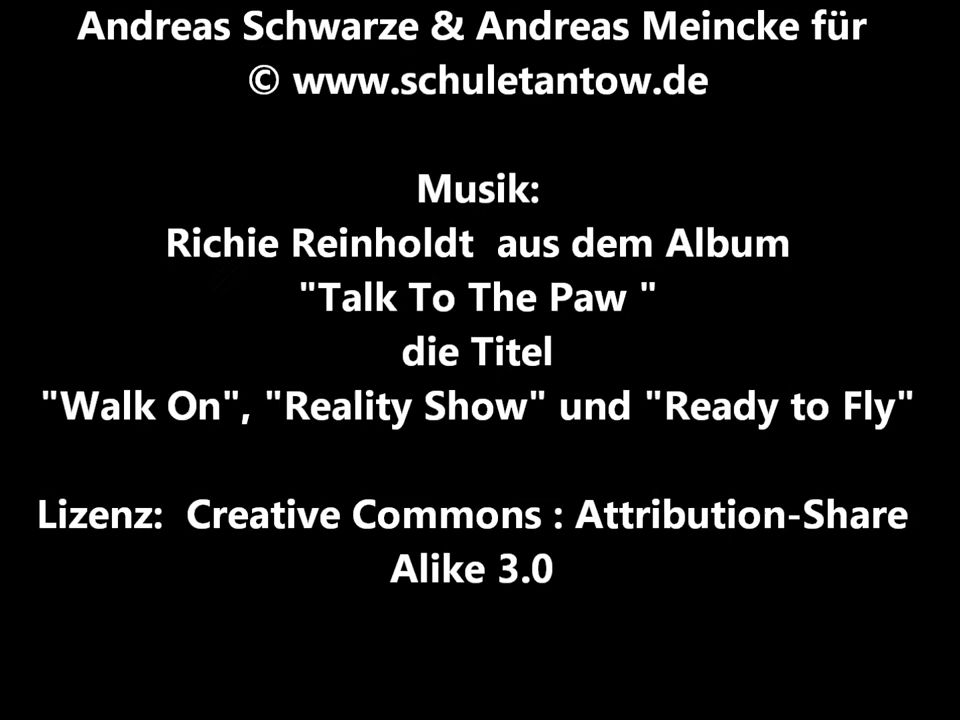 Andreas Schwarze & Andreas Meincke für
© www.schuletantow.de
Musik:
Richie Reinholdt  aus dem Album
"Talk To The Paw "
die Titel
"Walk On", "Reality Show" und "Ready to Fly"
Lizenz:  Creative Commons : Attribution-Share
Alike 3.0